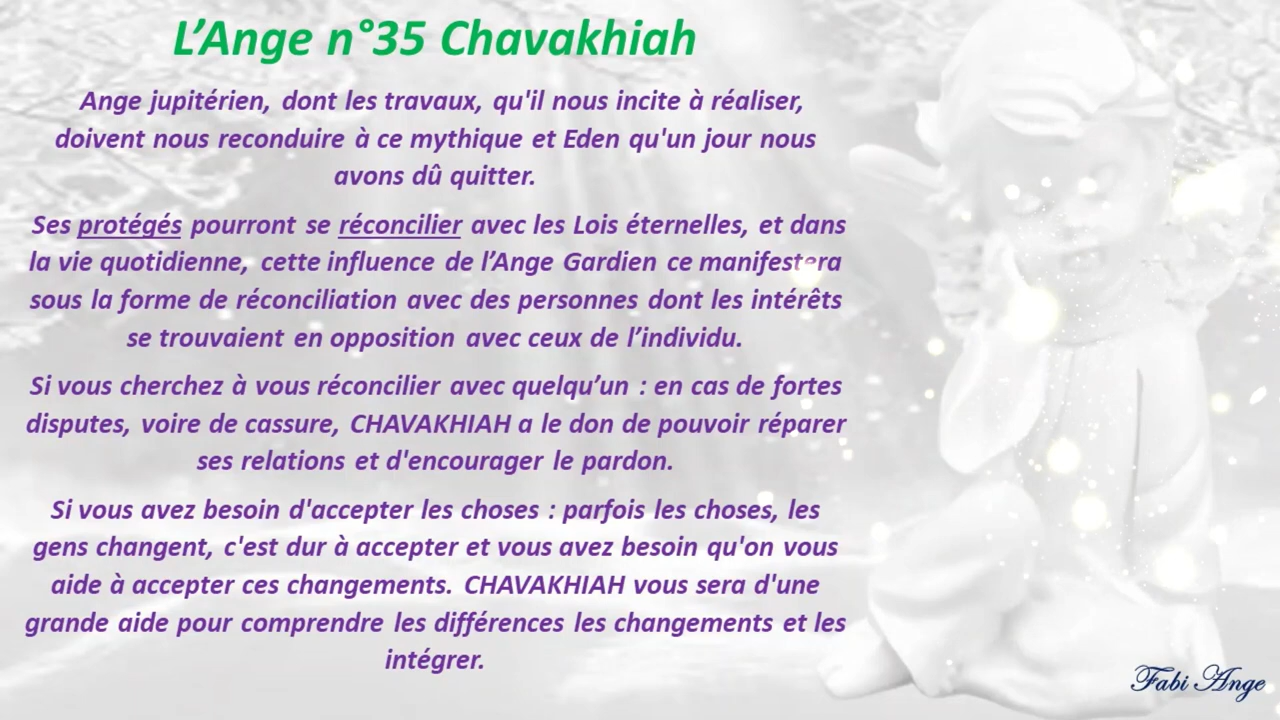 L’Ange n°35 Chavakhiah
Ange jupitérien, dont les travaux, qu'il nous incite à réaliser,
doivent nous reconduire à ce mythique et Eden qu'un jour nous
avons dû quitter.
Ses protégés pourront se réconcilier avec les Lois éternelles, et dans
la vie quotidienne, cette influence de l’Ange Gardien ce manifestera
sous la forme de réconciliation avec des personnes dont les intérêts
se trouvaient en opposition avec ceux de l’individu.
Si vous cherchez à vous réconcilier avec quelqu’un : en cas de fortes
disputes, voire de cassure, CHAVAKHIAH a le don de pouvoir réparer
ses relations et d'encourager le pardon.
Si vous avez besoin d'accepter les choses : parfois les choses, les
gens changent, c'est dur à accepter et vous avez besoin qu'on vous
aide à accepter ces changements. CHAVAKHIAH vous sera d'une
grande aide pour comprendre les différences les changements et les
intégrer.
Fabi Ange